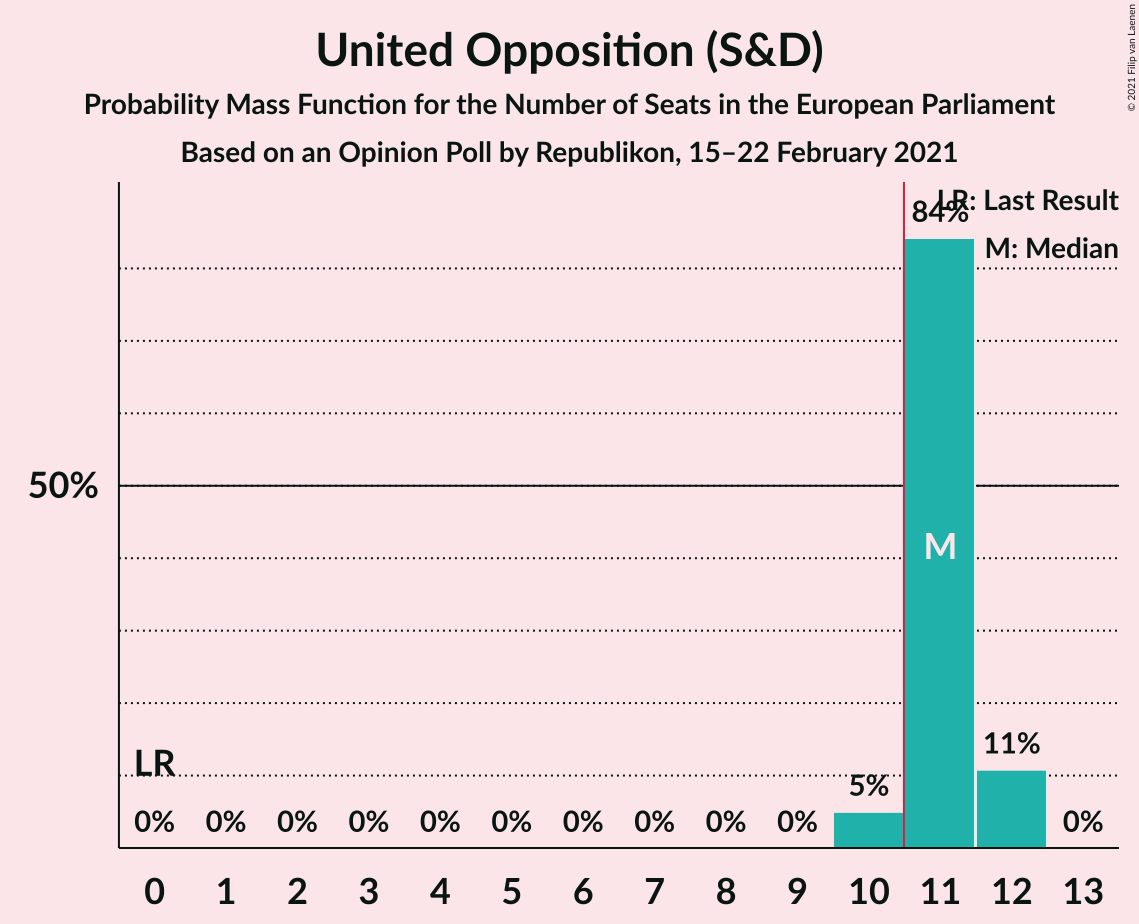 United Opposition (S&D)
Probability Mass Function for the Number of Seats in the European Parliament
Based on an Opinion Poll by Republikon, 15–22 February 2021
© 2021 Filip van Laenen
LR: Last Result
84%
M: Median
50%
M
LR
11%
5%
0% 0% 0% 0% 0% 0% 0% 0% 0% 0% 0%
0 1 2 3 4 5 6 7 8 9 10 11 12 13